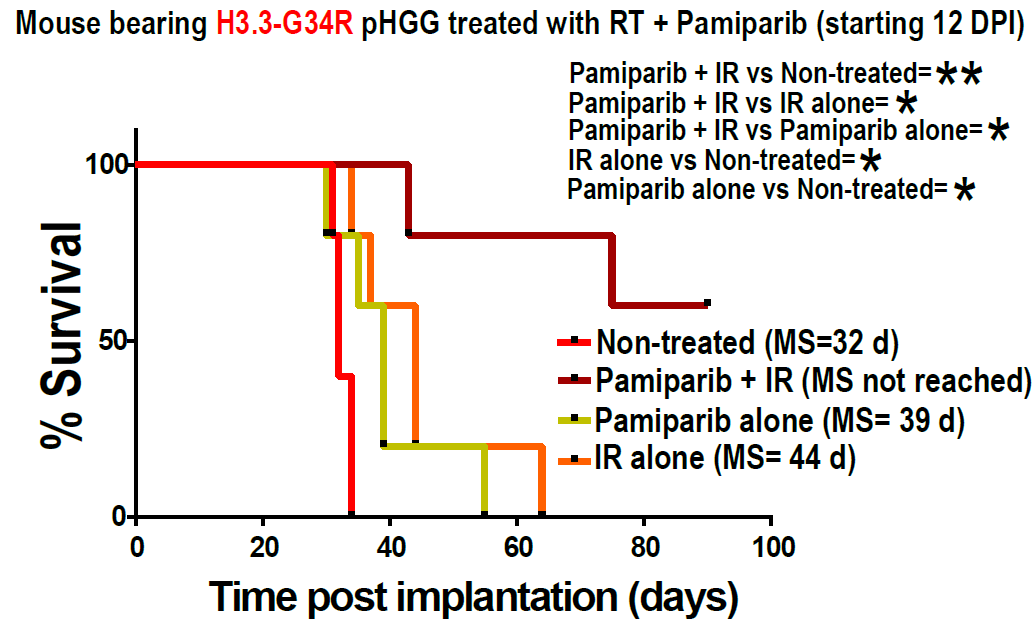 Mouse bearing H3.3-G34R pHGG treated with RT + Pamiparib (starting 12 DPI)
Pamiparib + IR vs Non-treated= **
Pamiparib + IR vs IR alone= *
Pamiparib + IR vs Pamiparib alone= *
IR alone vs Non-treated= *
Pamiparib alone vs Non-treated= *
% Survival
100
50
0
Non-treated (MS=32 d)
Pamiparib + IR (MS not reached)
Pamiparib alone (MS= 39 d)
IR alone (MS= 44 d)
0 20 40 60 80 100
Time post implantation (days)